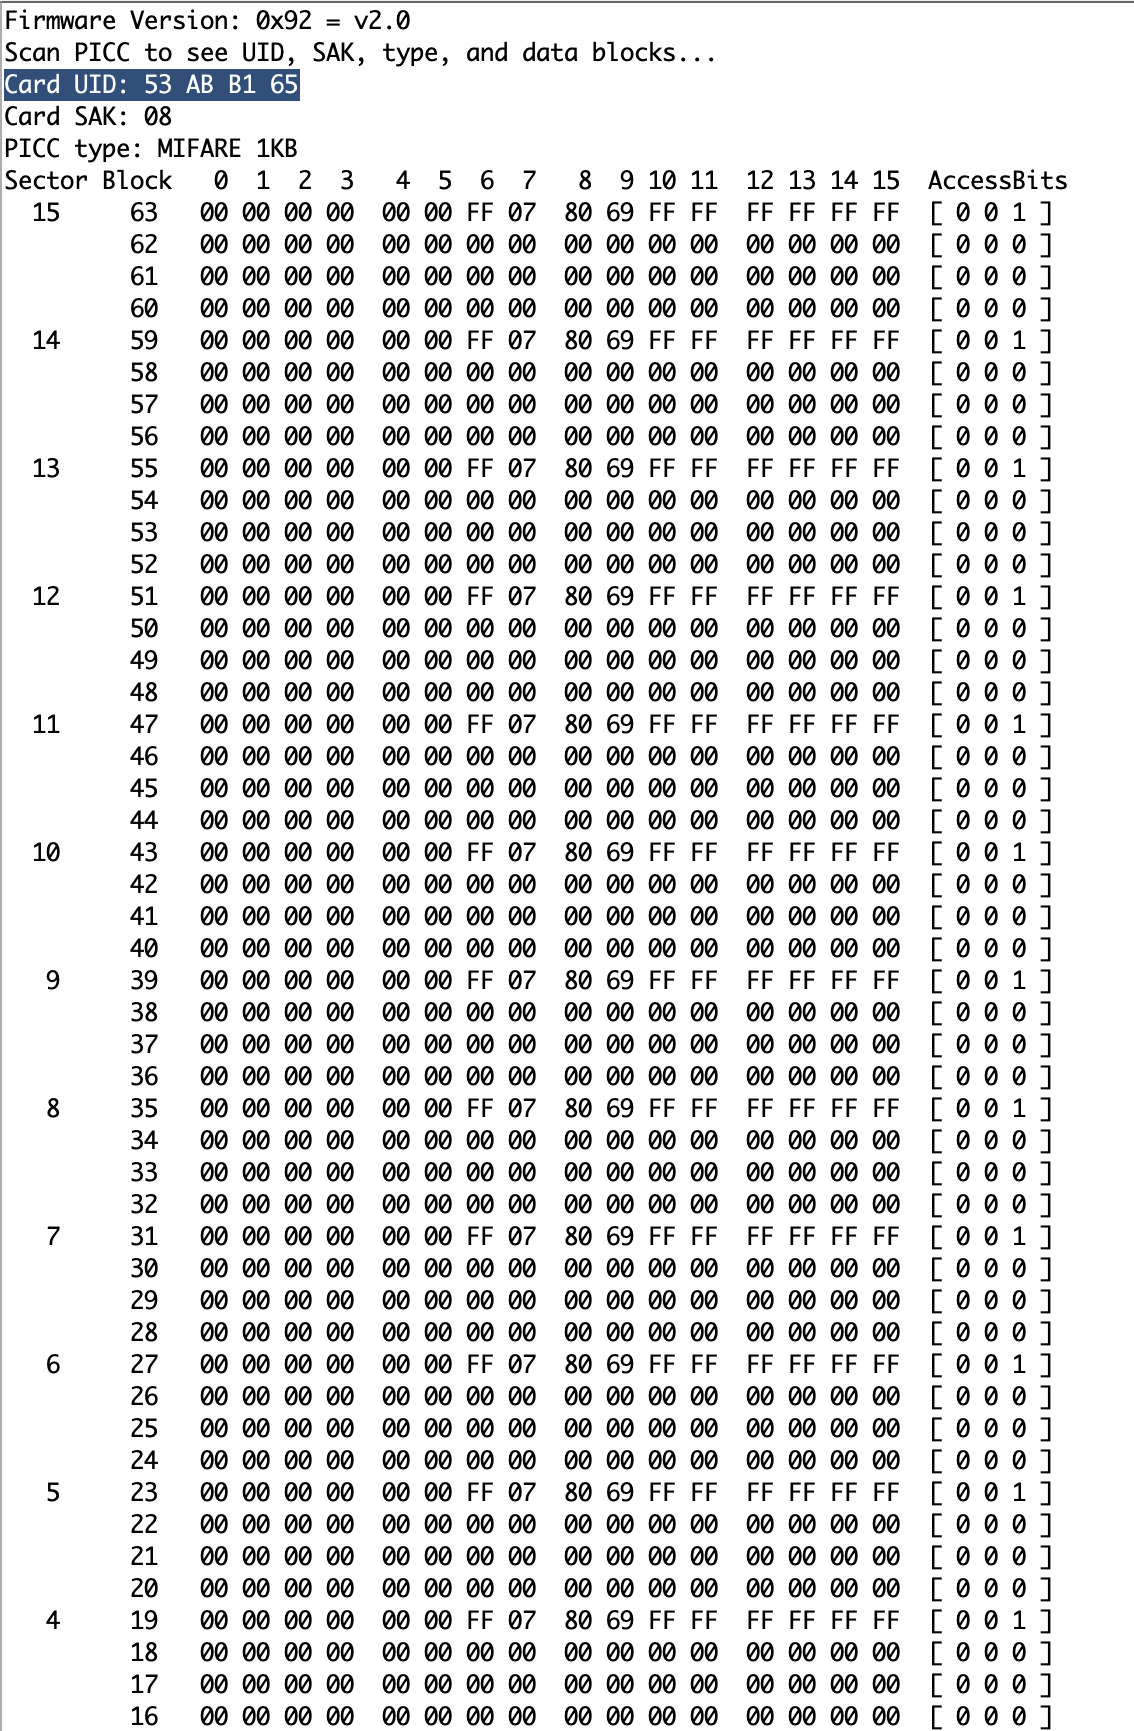 Firmware Version: 0x92 = v2.0
Scan PICC to see UID, SAK, type, and data blocks...
Card UID: 53 AB B1 65
Card SAK: 08
PICC type: MIFARE 1KB
Sector Block   0  1  2  3   4  5  6  7   8  9 10 11  12 13 14 15  AccessBits
  15     63   00 00 00 00  00 00 FF 07  80 69 FF FF  FF FF FF FF  [ 0 0 1 ]
         62   00 00 00 00  00 00 00 00  00 00 00 00  00 00 00 00  [ 0 0 0 ]
         61   00 00 00 00  00 00 00 00  00 00 00 00  00 00 00 00  [ 0 0 0 ]
         60   00 00 00 00  00 00 00 00  00 00 00 00  00 00 00 00  [ 0 0 0 ]
  14     59   00 00 00 00  00 00 FF 07  80 69 FF FF  FF FF FF FF  [ 0 0 1 ]
         58   00 00 00 00  00 00 00 00  00 00 00 00  00 00 00 00  [ 0 0 0 ]
         57   00 00 00 00  00 00 00 00  00 00 00 00  00 00 00 00  [ 0 0 0 ]
         56   00 00 00 00  00 00 00 00  00 00 00 00  00 00 00 00  [ 0 0 0 ]
  13     55   00 00 00 00  00 00 FF 07  80 69 FF FF  FF FF FF FF  [ 0 0 1 ]
         54   00 00 00 00  00 00 00 00  00 00 00 00  00 00 00 00  [ 0 0 0 ]
         53   00 00 00 00  00 00 00 00  00 00 00 00  00 00 00 00  [ 0 0 0 ]
         52   00 00 00 00  00 00 00 00  00 00 00 00  00 00 00 00  [ 0 0 0 ]
  12     51   00 00 00 00  00 00 FF 07  80 69 FF FF  FF FF FF FF  [ 0 0 1 ]
         50   00 00 00 00  00 00 00 00  00 00 00 00  00 00 00 00  [ 0 0 0 ]
         49   00 00 00 00  00 00 00 00  00 00 00 00  00 00 00 00  [ 0 0 0 ]
         48   00 00 00 00  00 00 00 00  00 00 00 00  00 00 00 00  [ 0 0 0 ]
  11     47   00 00 00 00  00 00 FF 07  80 69 FF FF  FF FF FF FF  [ 0 0 1 ]
         46   00 00 00 00  00 00 00 00  00 00 00 00  00 00 00 00  [ 0 0 0 ]
         45   00 00 00 00  00 00 00 00  00 00 00 00  00 00 00 00  [ 0 0 0 ]
         44   00 00 00 00  00 00 00 00  00 00 00 00  00 00 00 00  [ 0 0 0 ]
  10     43   00 00 00 00  00 00 FF 07  80 69 FF FF  FF FF FF FF  [ 0 0 1 ]
         42   00 00 00 00  00 00 00 00  00 00 00 00  00 00 00 00  [ 0 0 0 ]
         41   00 00 00 00  00 00 00 00  00 00 00 00  00 00 00 00  [ 0 0 0 ]
         40   00 00 00 00  00 00 00 00  00 00 00 00  00 00 00 00  [ 0 0 0 ]
   9     39   00 00 00 00  00 00 FF 07  80 69 FF FF  FF FF FF FF  [ 0 0 1 ]
         38   00 00 00 00  00 00 00 00  00 00 00 00  00 00 00 00  [ 0 0 0 ]
         37   00 00 00 00  00 00 00 00  00 00 00 00  00 00 00 00  [ 0 0 0 ]
         36   00 00 00 00  00 00 00 00  00 00 00 00  00 00 00 00  [ 0 0 0 ]
   8     35   00 00 00 00  00 00 FF 07  80 69 FF FF  FF FF FF FF  [ 0 0 1 ]
         34   00 00 00 00  00 00 00 00  00 00 00 00  00 00 00 00  [ 0 0 0 ]
         33   00 00 00 00  00 00 00 00  00 00 00 00  00 00 00 00  [ 0 0 0 ]
         32   00 00 00 00  00 00 00 00  00 00 00 00  00 00 00 00  [ 0 0 0 ]
   7     31   00 00 00 00  00 00 FF 07  80 69 FF FF  FF FF FF FF  [ 0 0 1 ]
         30   00 00 00 00  00 00 00 00  00 00 00 00  00 00 00 00  [ 0 0 0 ]
         29   00 00 00 00  00 00 00 00  00 00 00 00  00 00 00 00  [ 0 0 0 ]
         28   00 00 00 00  00 00 00 00  00 00 00 00  00 00 00 00  [ 0 0 0 ]
   6     27   00 00 00 00  00 00 FF 07  80 69 FF FF  FF FF FF FF  [ 0 0 1 ]
         26   00 00 00 00  00 00 00 00  00 00 00 00  00 00 00 00  [ 0 0 0 ]
         25   00 00 00 00  00 00 00 00  00 00 00 00  00 00 00 00  [ 0 0 0 ]
         24   00 00 00 00  00 00 00 00  00 00 00 00  00 00 00 00  [ 0 0 0 ]
   5     23   00 00 00 00  00 00 FF 07  80 69 FF FF  FF FF FF FF  [ 0 0 1 ]
         22   00 00 00 00  00 00 00 00  00 00 00 00  00 00 00 00  [ 0 0 0 ]
         21   00 00 00 00  00 00 00 00  00 00 00 00  00 00 00 00  [ 0 0 0 ]
         20   00 00 00 00  00 00 00 00  00 00 00 00  00 00 00 00  [ 0 0 0 ]
   4     19   00 00 00 00  00 00 FF 07  80 69 FF FF  FF FF FF FF  [ 0 0 1 ]
         18   00 00 00 00  00 00 00 00  00 00 00 00  00 00 00 00  [ 0 0 0 ]
         17   00 00 00 00  00 00 00 00  00 00 00 00  00 00 00 00  [ 0 0 0 ]
         16   00 00 00 00  00 00 00 00  00 00 00 00  00 00 00 00  [ 0 0 0 ]